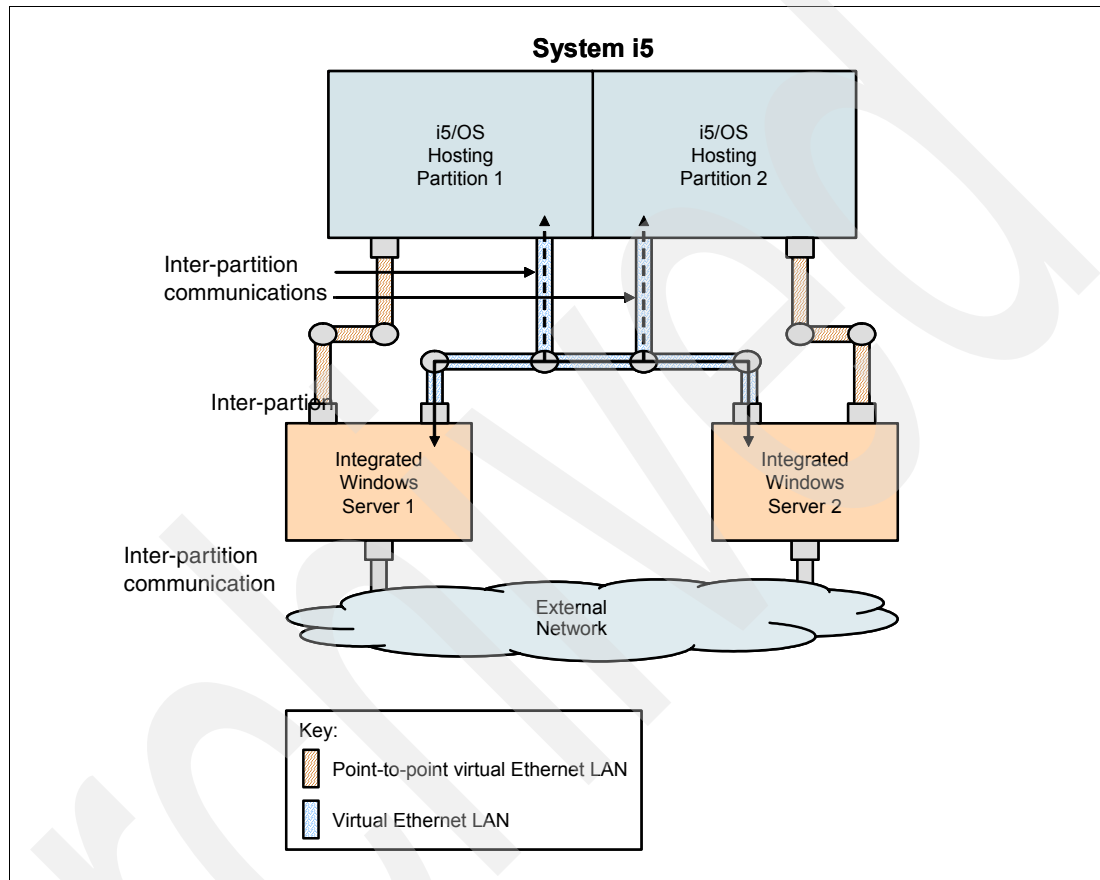 System i5
i5/OS
Hosting
Partition 1
i5/OS
Hosting
Partition 2
Inter-partition
communications
Inter-partion
Integrated
Windows
Server 1
Integrated
Windows
Server 2
Inter-partition
communication
External
Network
Key:
Point-to-point virtual Ethernet LAN
Virtual Ethernet LAN